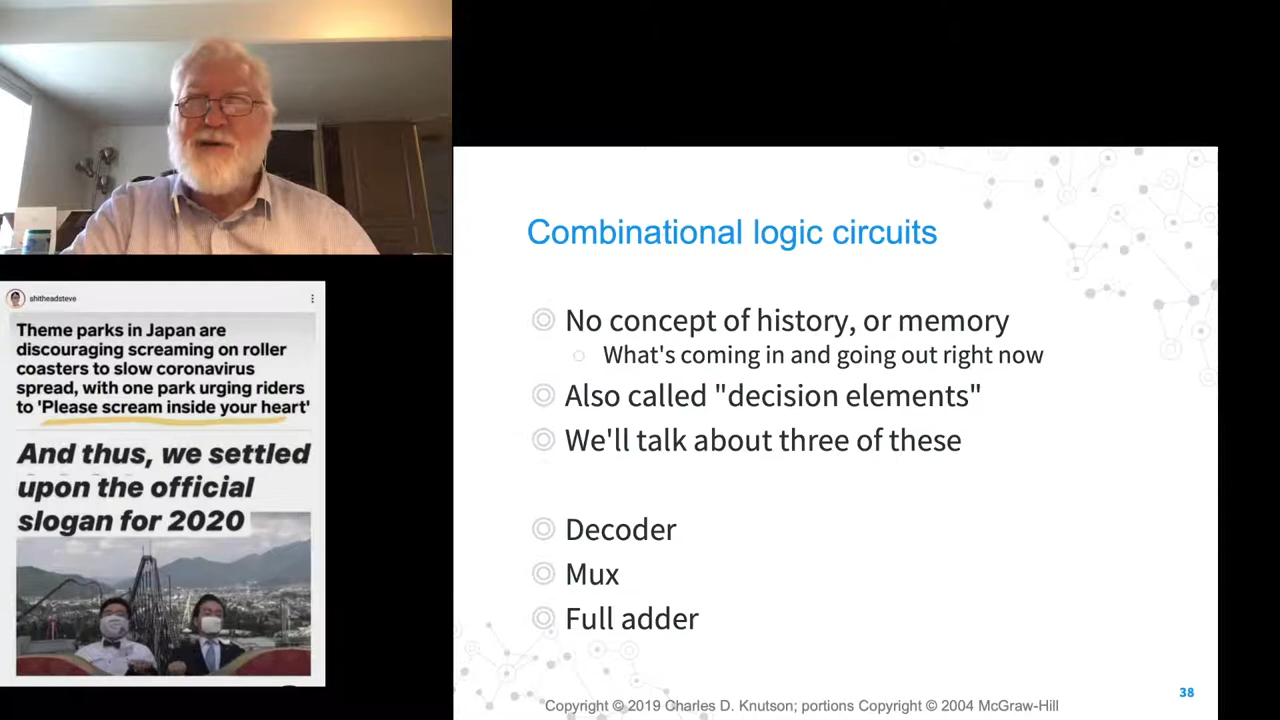 shitheadsteve
Theme parks in Japan are
discouraging screaming on roller
coasters to slow coronavirus
spread, with one park urging riders
to 'Please scream inside your heart'
And thus, we settled
upon the official
slogan for 2020
Combinational logic circuits
No concept of history, or memory
What's coming in and going out right now
Also called "decision elements"
We'll talk about three of these
Decoder
Mux
Full adder
38
Copyright © 2019 Charles D. Knutson; portions Copyright © 2004 McGraw-Hill